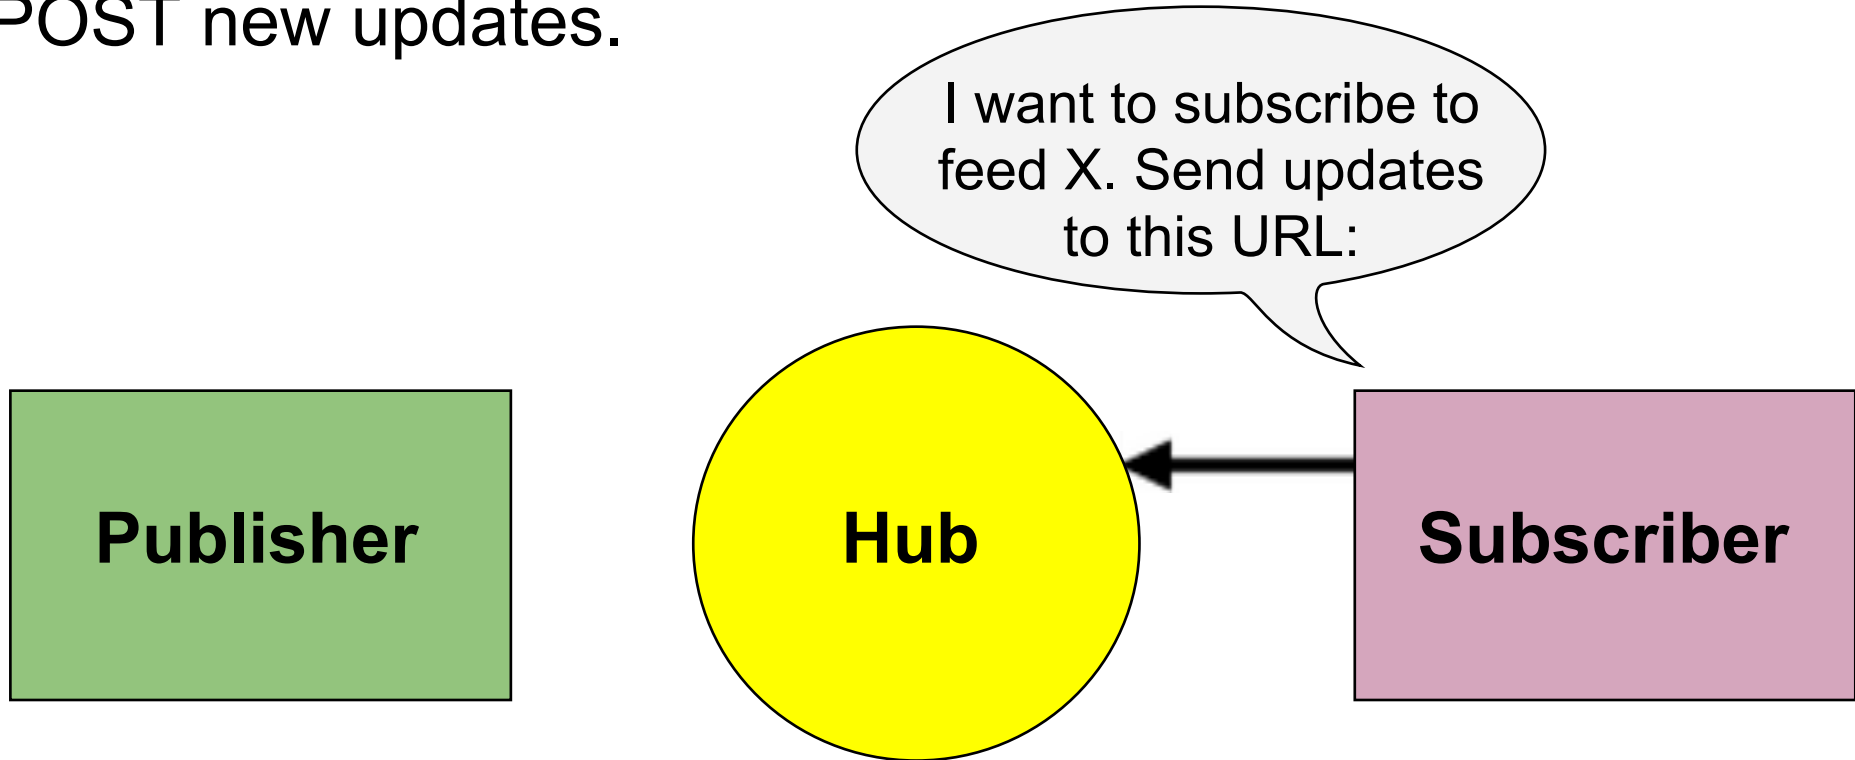 POST new updates.
I want to subscribe to
feed X. Send updates
to this URL:
Publisher
Hub
Subscriber